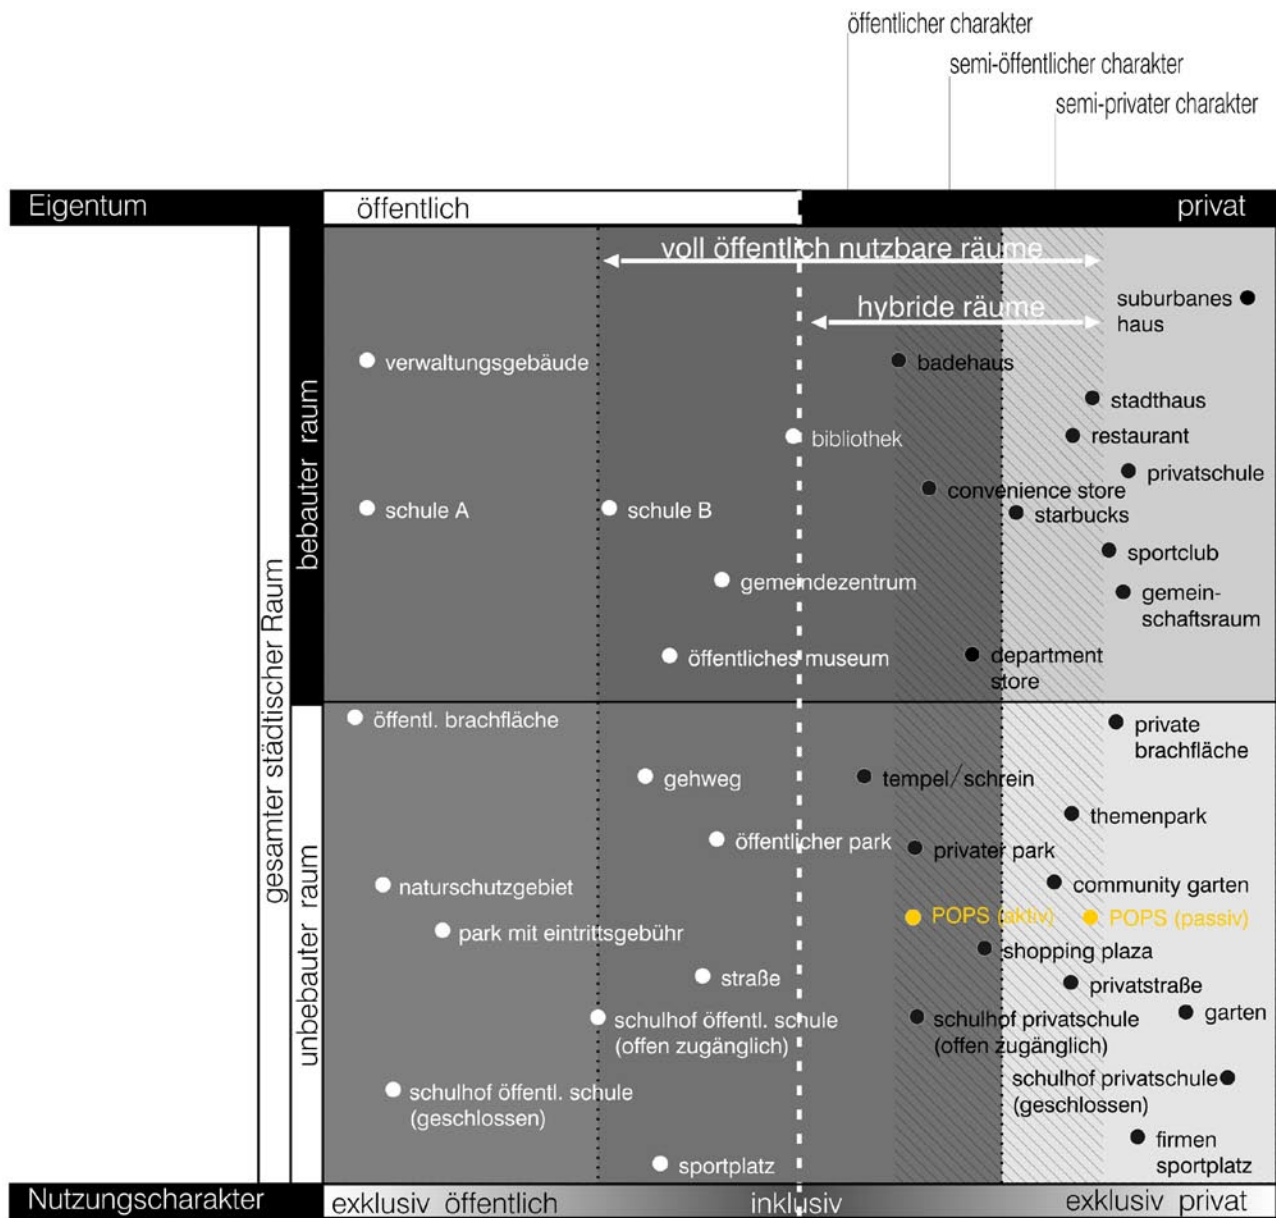 öffentlicher charakter
semi-öffentlicher charakter
semi-privater charakter
Eigentum
öffentlich
privat
gesamter städtischer Raum
bebauter raum
voll öffentlich nutzbare räume
hybride räume
suburbanes
haus
verwaltungsgebäude
badehaus
stadthaus
bibliothek
restaurant
privatschule
convenience store
schule A
schule B
starbucks
sportclub
gemeindezentrum
gemein-
schaftsraum
öffentliches museum
department
store
unbebauter raum
öffentl. brachfläche
private
brachfläche
gehweg
tempel/schrein
themenpark
öffentlicher park
privater park
naturschutzgebiet
community garten
POPS (aktiv)
POPS (passiv)
park mit eintrittsgebühr
shopping plaza
straße
privatstraße
garten
schulhof öffentl. schule
(offen zugänglich)
schulhof privatschule
(offen zugänglich)
schulhof öffentl. schule
(geschlossen)
schulhof privatschule
(geschlossen)
firmen
sportplatz
sportplatz
Nutzungscharakter
exklusiv öffentlich
inklusiv
exklusiv privat